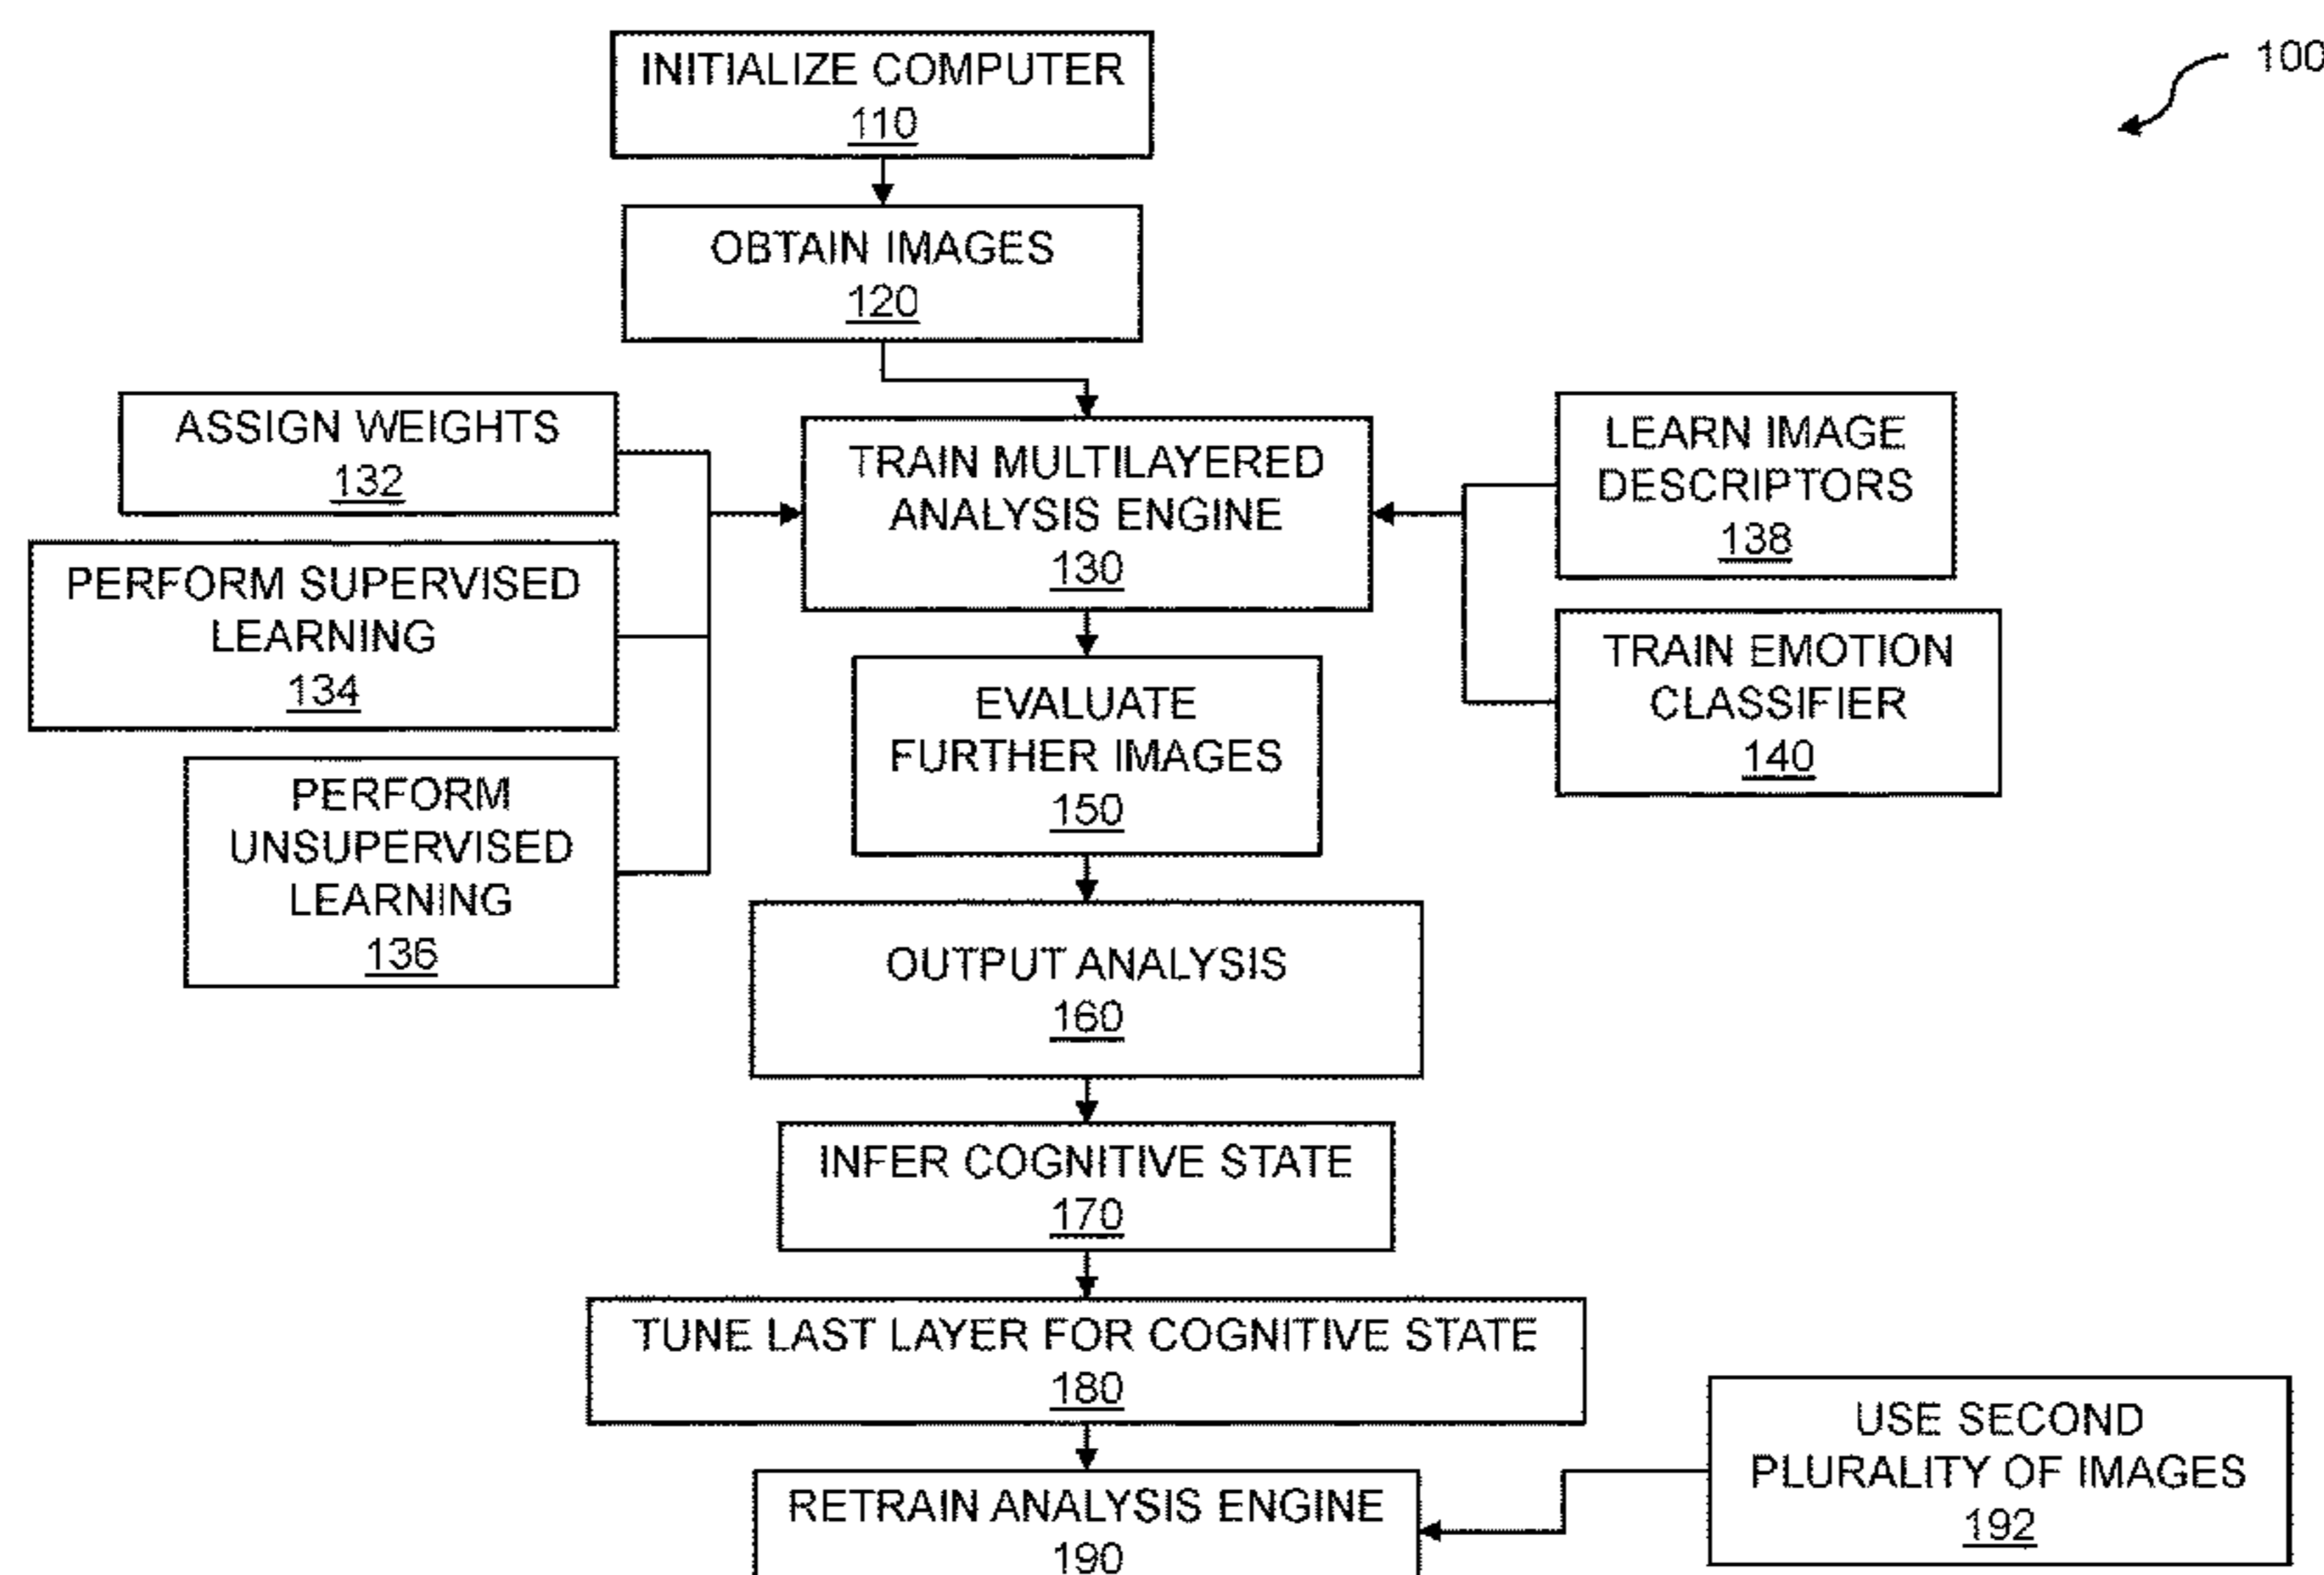 100
INITIALIZE COMPUTER
110
OBTAIN IMAGES
120
ASSIGN WEIGHTS
132
PERFORM SUPERVISED
LEARNING
134
PERFORM
UNSUPERVISED
LEARNING
136
TRAIN MULTILAYERED
ANALYSIS ENGINE
130
LEARN IMAGE
DESCRIPTORS
138
TRAIN EMOTION
CLASSIFIER
140
EVALUATE
FURTHER IMAGES
150
OUTPUT ANALYSIS
160
INFER COGNITIVE STATE
170
TUNE LAST LAYER FOR COGNITIVE STATE
180
RETRAIN ANALYSIS ENGINE
190
USE SECOND
PLURALITY OF IMAGES
192